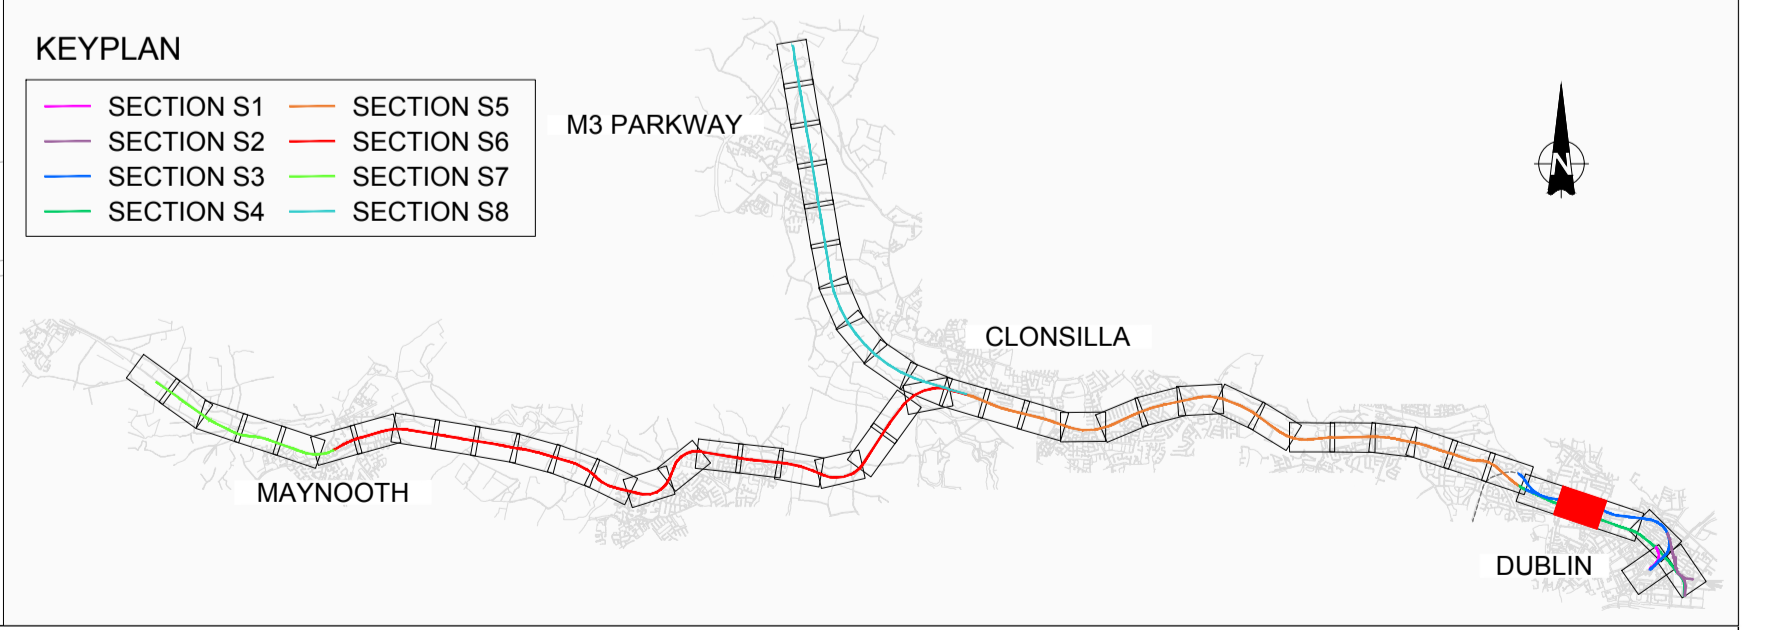 KEYPLAN
SECTION S1
SECTION S2
SECTION S3
SECTION S4
SECTION S5
SECTION S6
SECTION S7
SECTION S8
M3 PARKWAY
N
CLONSILLA
MAYNOOTH
DUBLIN